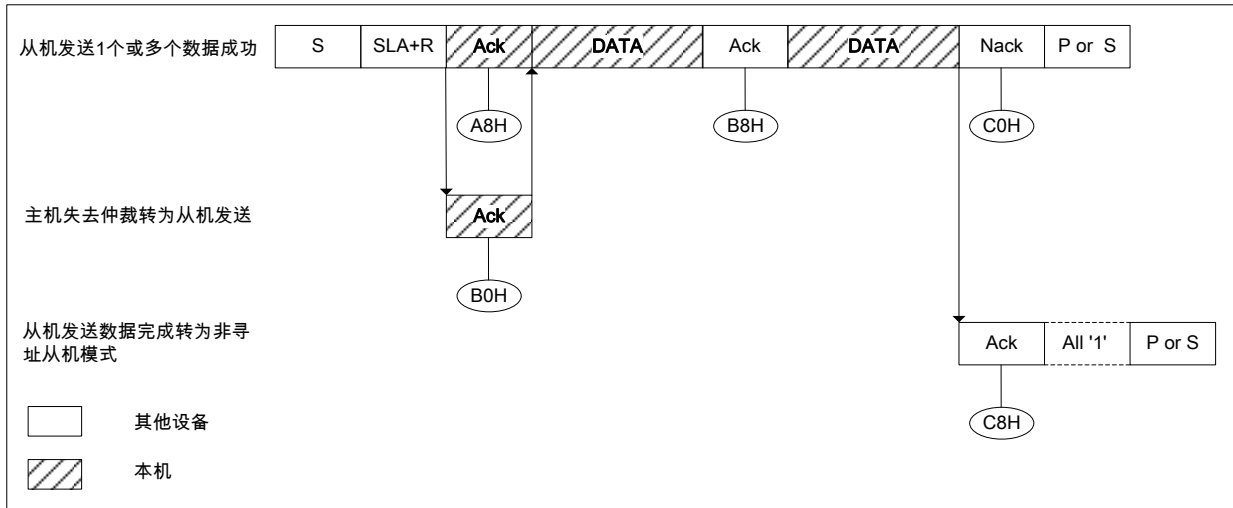 从机发送1个或多个数据成功
S SLA+R Ack DATA Ack DATA Nack P or S
A8H B8H C0H
主机失去仲裁转为从机发送
Ack
B0H
从机发送数据完成转为非寻
址从机模式
Ack All '1' P or S
C8H
其他设备
本机